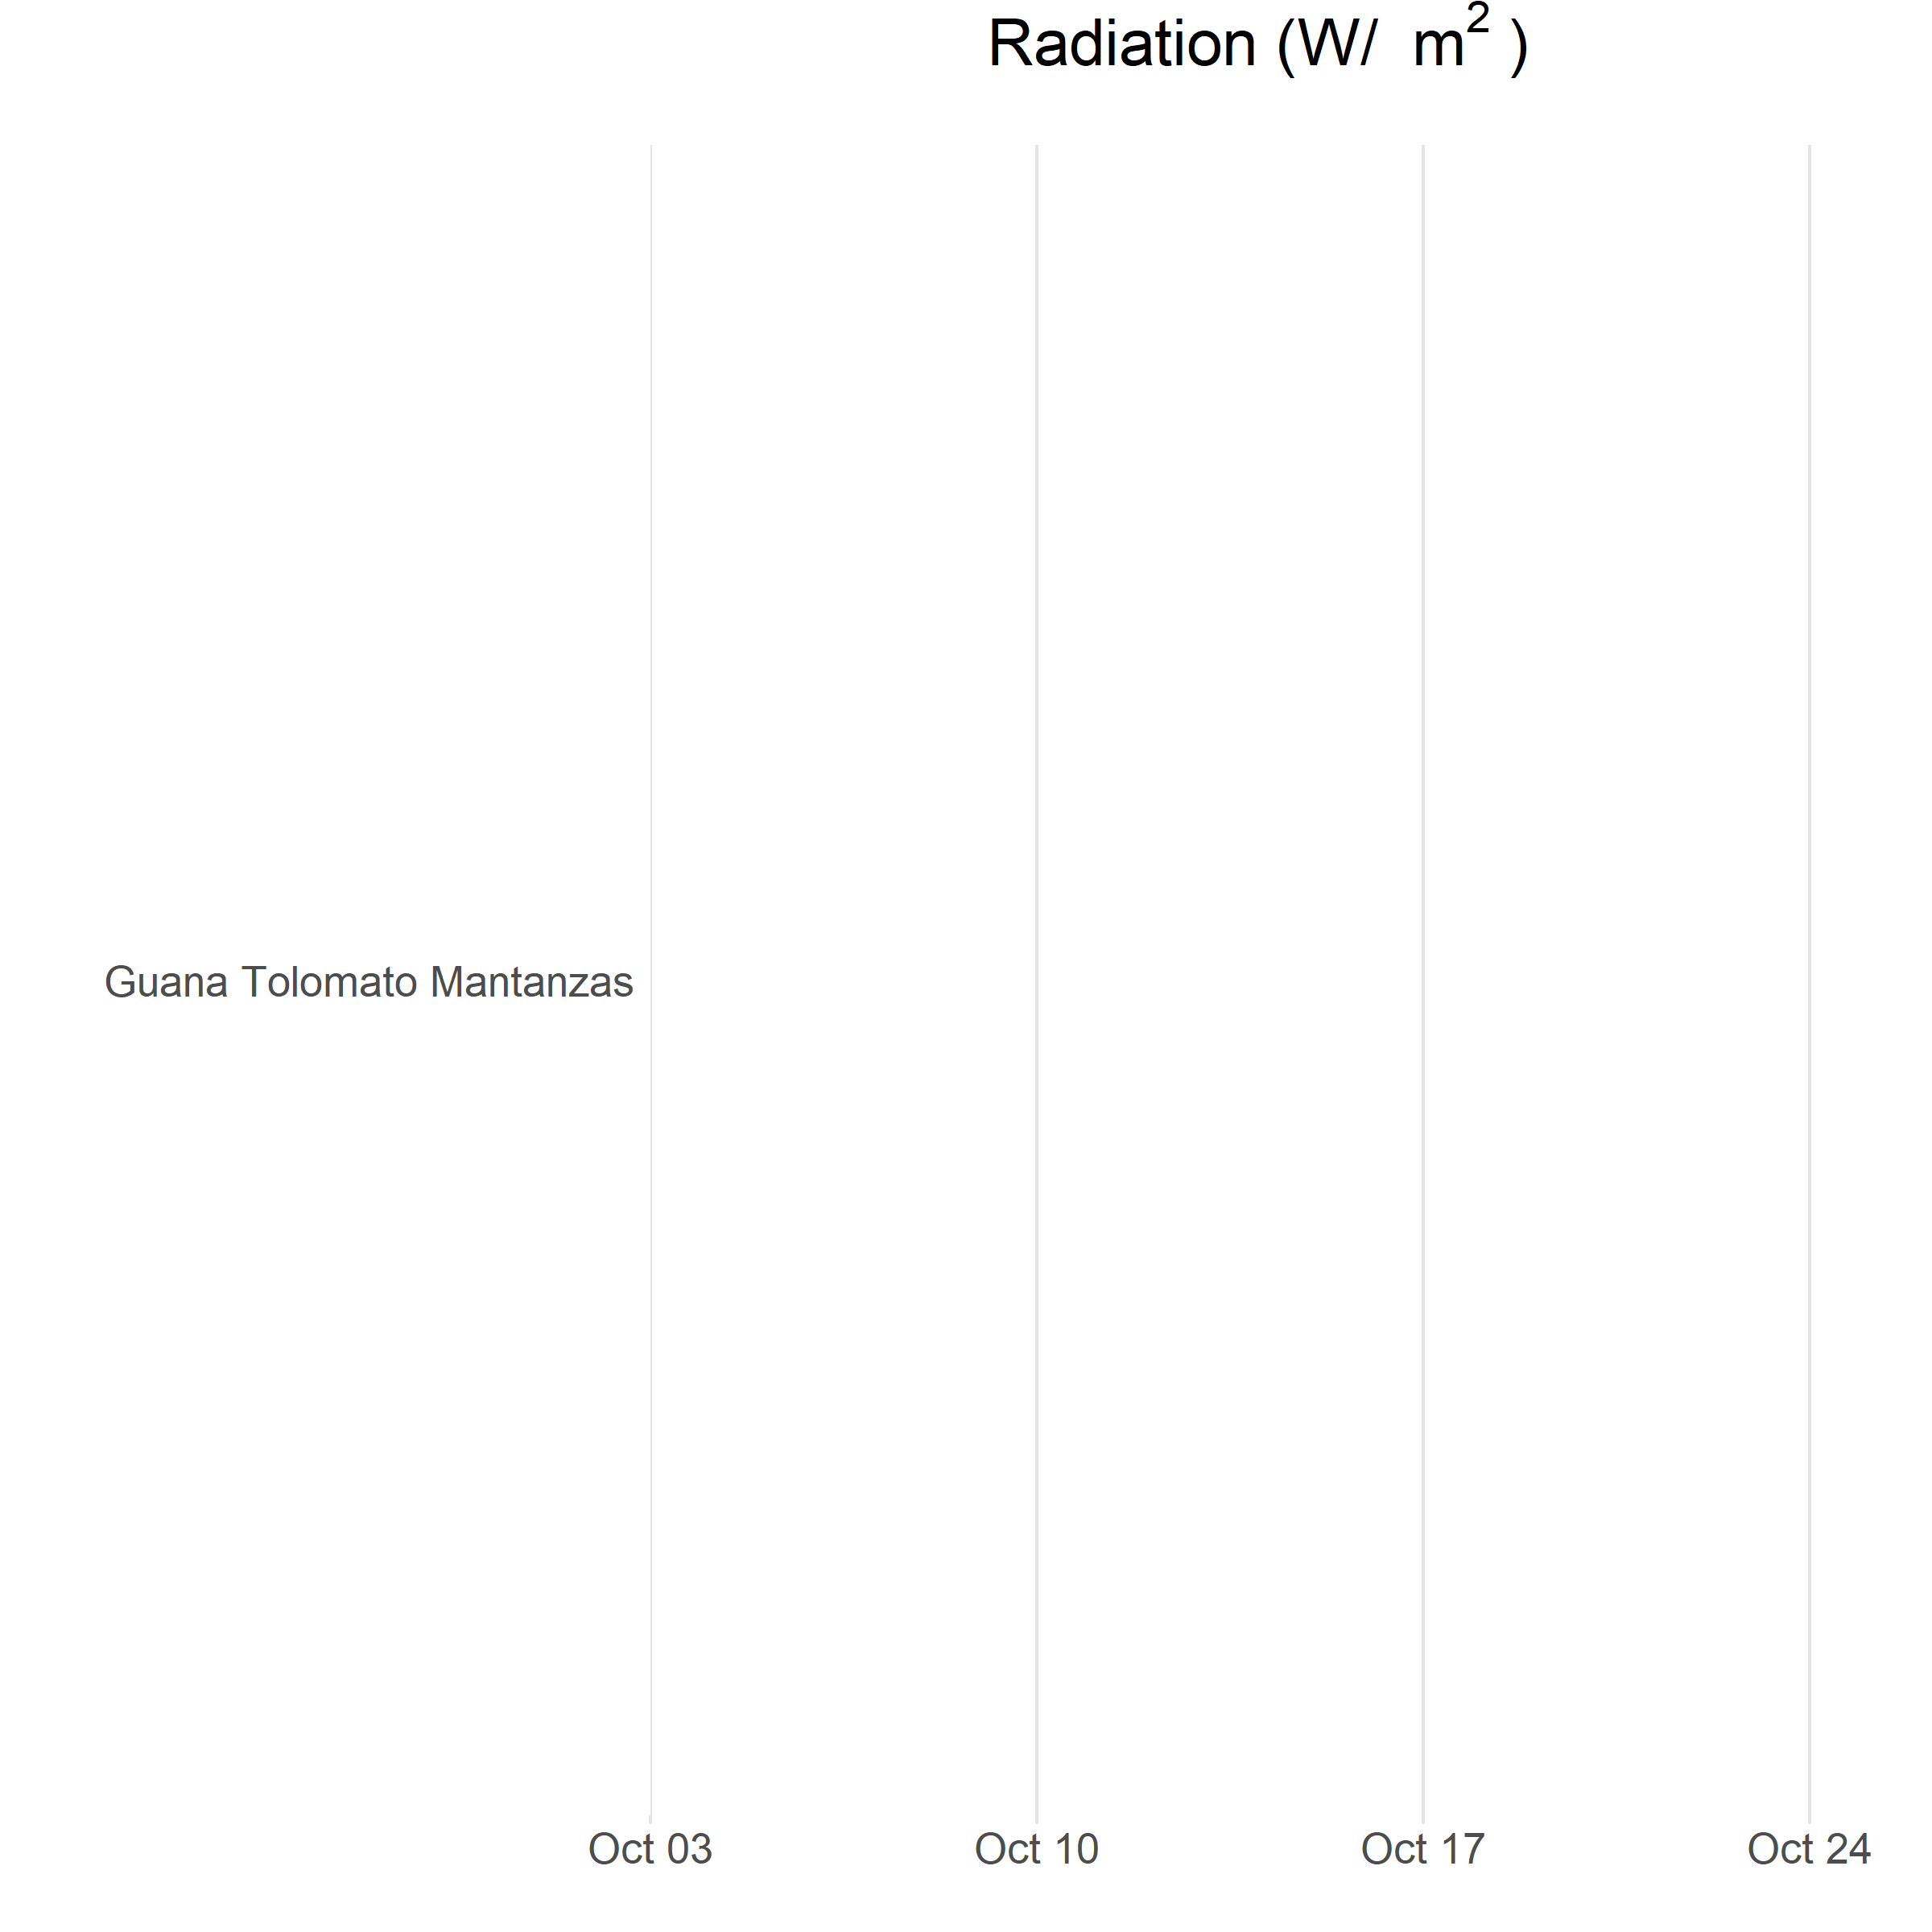 Radiation (W/  m² )
Guana Tolomato Mantanzas
Oct 03 Oct 10 Oct 17 Oct 24